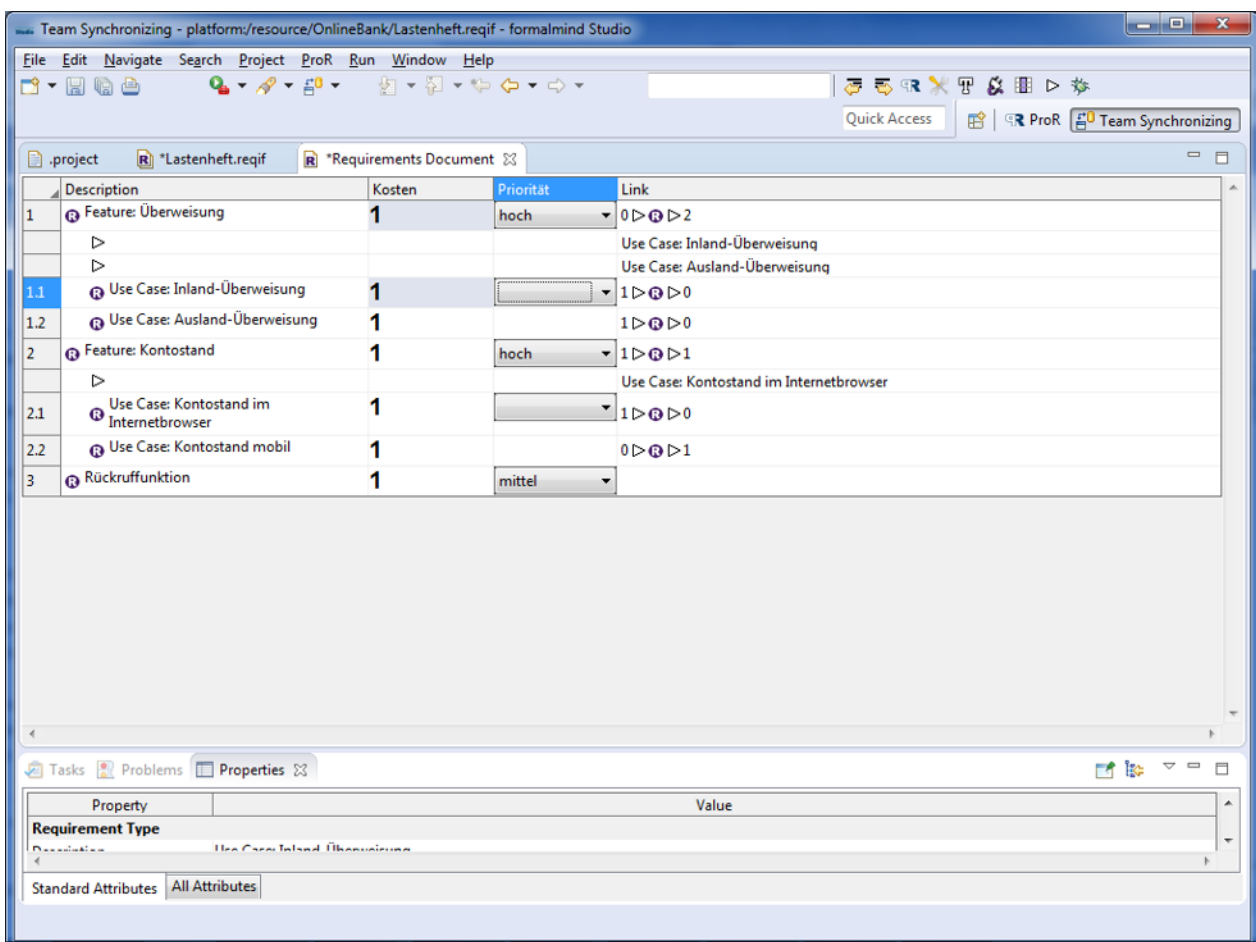 Team Synchronizing - platform:/resource/OnlineBank/Lastenheft.reqif - formalmind Studio
File Edit Navigate Search Project ProR Run Window Help
Quick Access ProR Team Synchronizing
.project *Lastenheft.reqif *Requirements Document
Description Kosten Priorität Link
1 Feature: Überweisung 1 hoch 0 ▷ R ▷ 2
▷ Use Case: Inland-Überweisung
▷ Use Case: Ausland-Überweisung
1.1 Use Case: Inland-Überweisung 1 1 ▷ R ▷ 0
1.2 Use Case: Ausland-Überweisung 1 1 ▷ R ▷ 0
2 Feature: Kontostand 1 hoch 1 ▷ R ▷ 1
▷ Use Case: Kontostand im Internetbrowser
2.1 Use Case: Kontostand im Internetbrowser 1 1 ▷ R ▷ 0
2.2 Use Case: Kontostand mobil 1 0 ▷ R ▷ 1
3 Rückruffunktion 1 mittel
Tasks Problems Properties
Property Value
Requirement Type
Description Use Case: Inland-Überweisung
Standard Attributes All Attributes